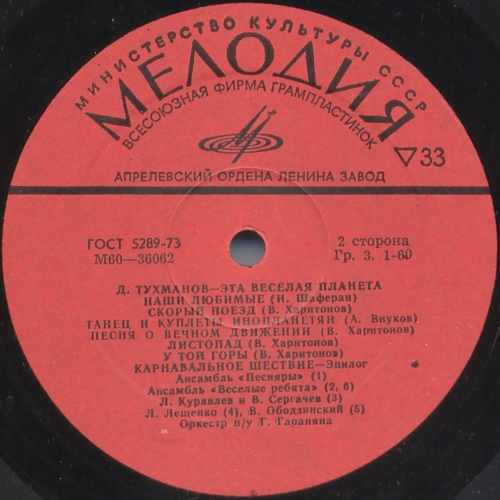 МИНИСТЕРСТВО КУЛЬТУРЫ СССР
МЕЛОДИЯ
ВСЕСОЮЗНАЯ ФИРМА ГРАМПЛАСТИНОК
33
АПРЕЛЕВСКИЙ ОРДЕНА ЛЕНИНА ЗАВОД
ГОСТ 5289-73
М60—36062
2 сторона
Гр. 3. 1-60
Д. ТУХМАНОВ—ЭТА ВЕСЕЛАЯ ПЛАНЕТА
НАШИ ЛЮБИМЫЕ (И. Шаферан)
СКОРЫЙ ПОЕЗД (В. Харитонов)
ТАНЕЦ И КУПЛЕТЫ ИНОПЛАНЕТЯН (А. Внуков)
ПЕСНЯ О ВЕЧНОМ ДВИЖЕНИИ (В. Харитонов)
ЛИСТОПАД (В. Харитонов)
У ТОЙ ГОРЫ (В. Харитонов)
КАРНАВАЛЬНОЕ ШЕСТВИЕ—Эпилог
Ансамбль «Песняры» (1)
Ансамбль «Веселые ребята» (2, 6)
Л. Куравлев и В. Сергачев (3)
Л. Лещенко (4), В. Ободзинский (5)
Оркестр п/у Г. Гараняна